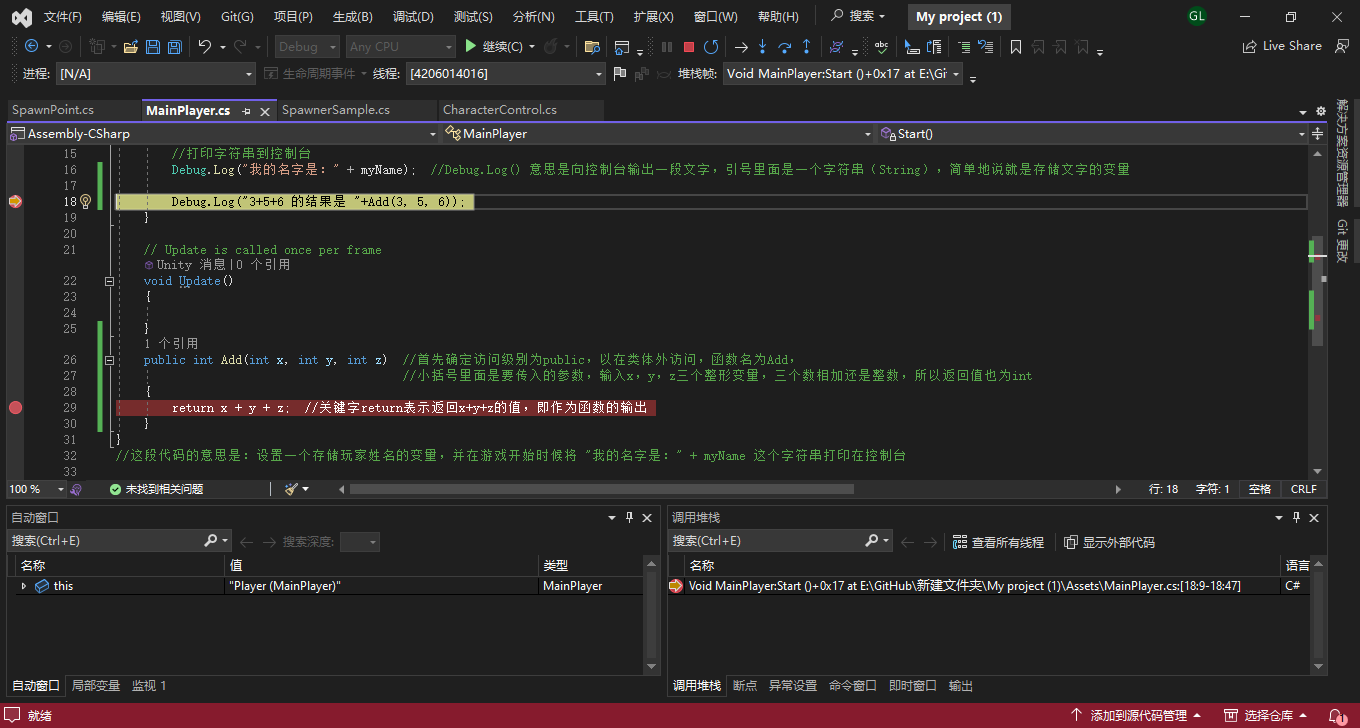 文件(F) 编辑(E) 视图(V) Git(G) 项目(P) 生成(B) 调试(D) 测试(S) 分析(N) 工具(T) 扩展(X) 窗口(W) 帮助(H) 搜索 My project (1) GL
Debug Any CPU 继续(C) Live Share
进程: [N/A] 生命周期事件 线程: [4206014016] 堆栈帧: Void MainPlayer:Start ()+0x17 at E:\Gi
SpawnPoint.cs MainPlayer.cs SpawnerSample.cs CharacterControl.cs
Assembly-CSharp MainPlayer Start()
15 //打印字符串到控制台
16 Debug.Log("我的名字是：" + myName); //Debug.Log() 意思是向控制台输出一段文字，引号里面是一个字符串（String），简单地说就是存储文字的变量
17
18 Debug.Log("3+5+6 的结果是 "+Add(3, 5, 6));
19 }
20
21 // Update is called once per frame
Unity 消息|0 个引用
22 void Update()
23 {
24
25 }
1 个引用
26 public int Add(int x, int y, int z) //首先确定访问级别为public，以在类体外访问，函数名为Add，
27 //小括号里面是要传入的参数，输入x，y，z三个整形变量，三个数相加还是整数，所以返回值也为int
28 {
29 return x + y + z; //关键字return表示返回x+y+z的值，即作为函数的输出
30 }
31 }
32 //这段代码的意思是：设置一个存储玩家姓名的变量，并在游戏开始时候将 "我的名字是：" + myName 这个字符串打印在控制台
33
100 % 未找到相关问题 行: 18 字符: 1 空格 CRLF
解决方案资源管理器
Git 更改
自动窗口
搜索(Ctrl+E) 搜索深度:
名称 值 类型
this "Player (MainPlayer)" MainPlayer
自动窗口 局部变量 监视 1
调用堆栈
搜索(Ctrl+E) 查看所有线程 显示外部代码
名称 语言
Void MainPlayer:Start ()+0x17 at E:\GitHub\新建文件夹\My project (1)\Assets\MainPlayer.cs:[18:9-18:47] C#
调用堆栈 断点 异常设置 命令窗口 即时窗口 输出
就绪 添加到源代码管理 选择仓库 1